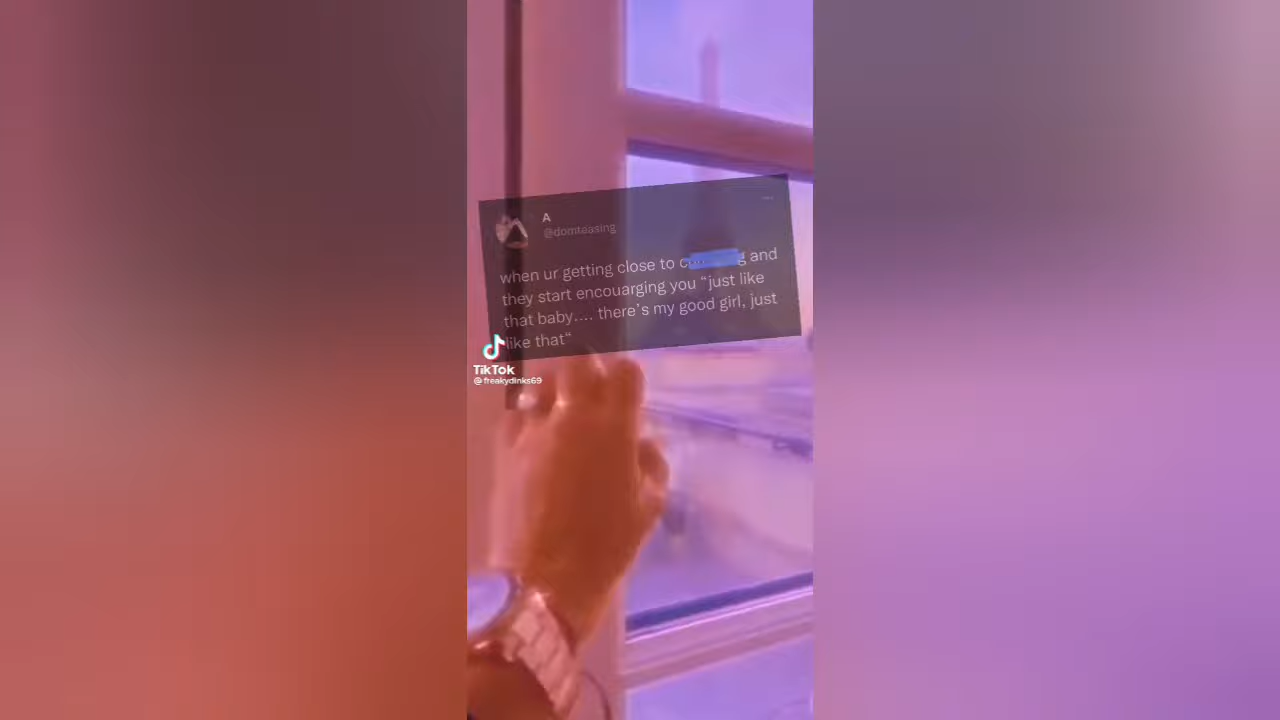 A
@domteasing
when ur getting close to and
they start encouarging you “just like
that baby.... there's my good girl, just
like that“
TikTok
@freakydinks69